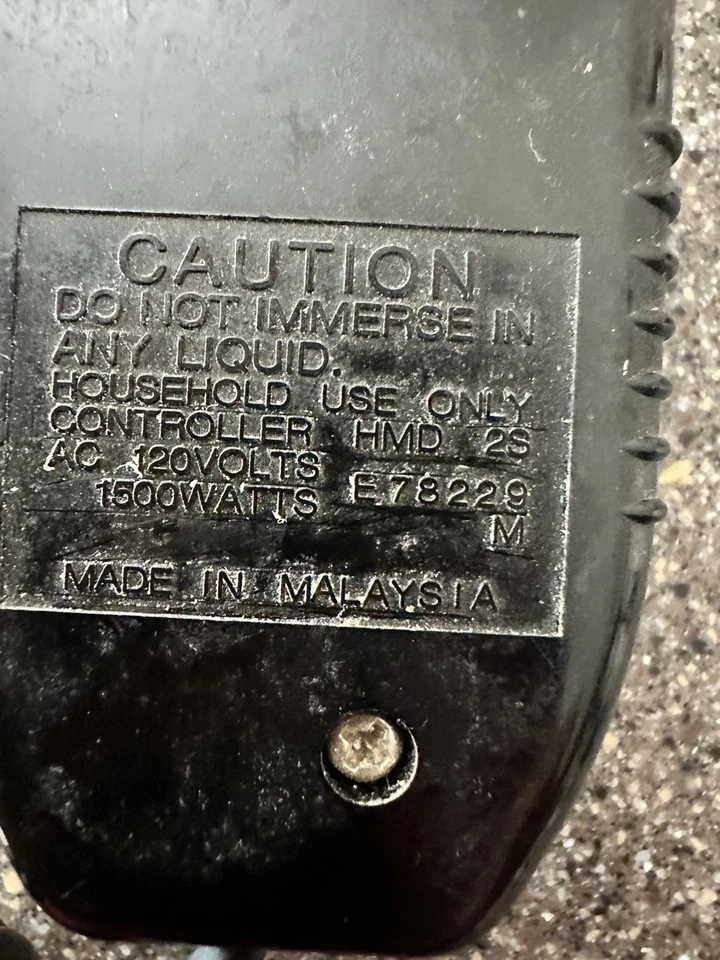 CAUTION
DO NOT IMMERSE IN
ANY LIQUID.
HOUSEHOLD USE ONLY
CONTROLLER HMD 2S
AC 120VOLTS
1500WATTS E78229
M
MADE IN MALAYSIA